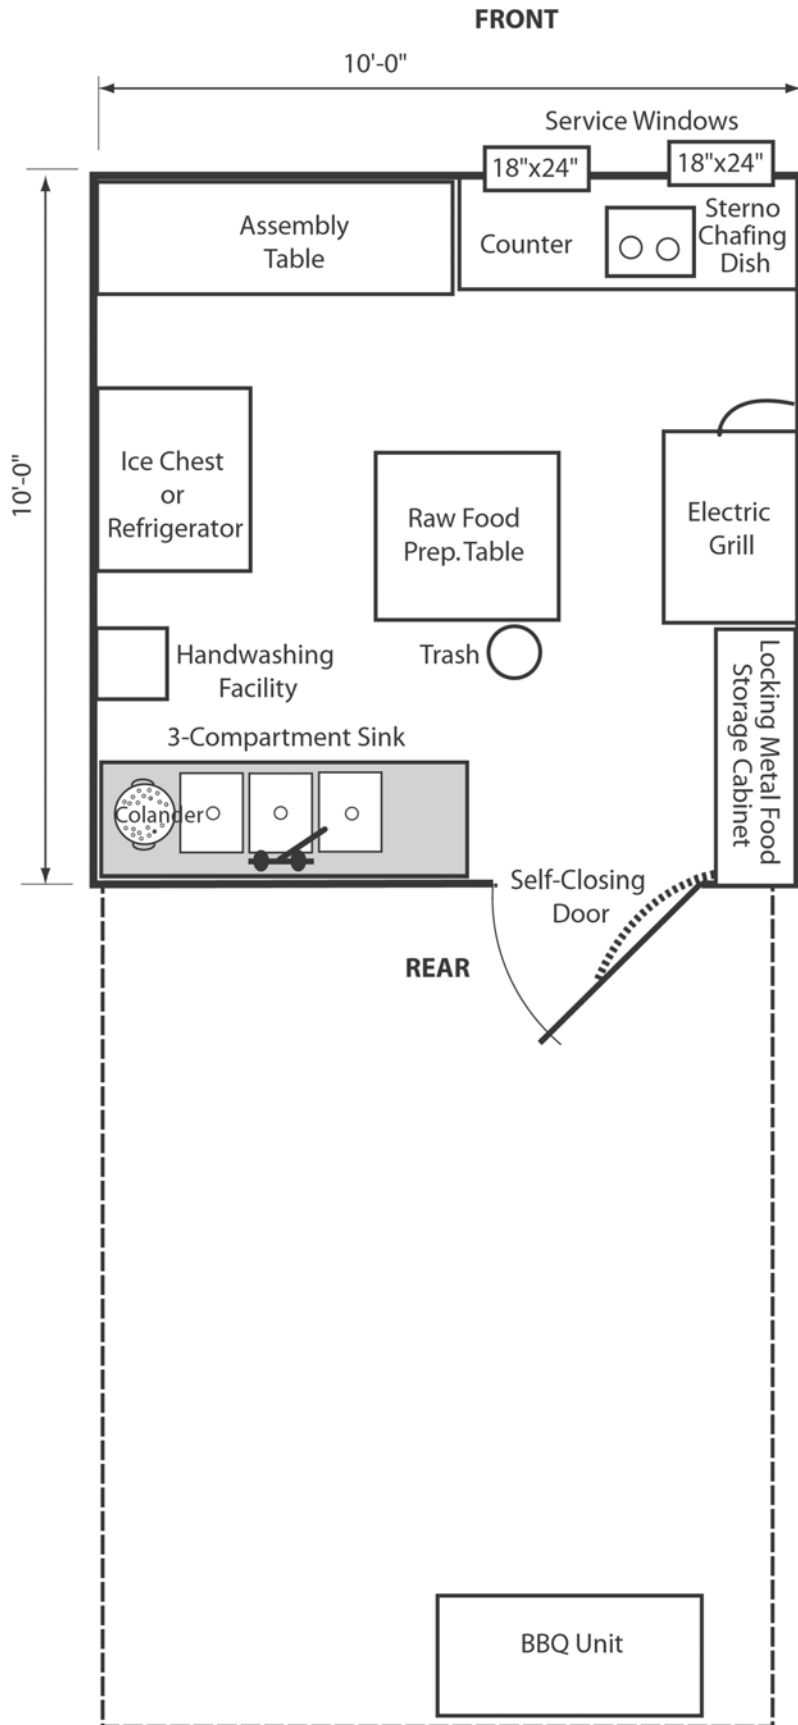 FRONT
10'-0"
Service Windows
18"x24"
18"x24"
Assembly
Table
Counter
Sterno
Chafing
Dish
10'-0"
Ice Chest
or
Refrigerator
Raw Food
Prep. Table
Electric
Grill
Handwashing
Facility
Trash
Locking Metal Food
Storage Cabinet
3-Compartment Sink
Colander
Self-Closing
Door
REAR
BBQ Unit